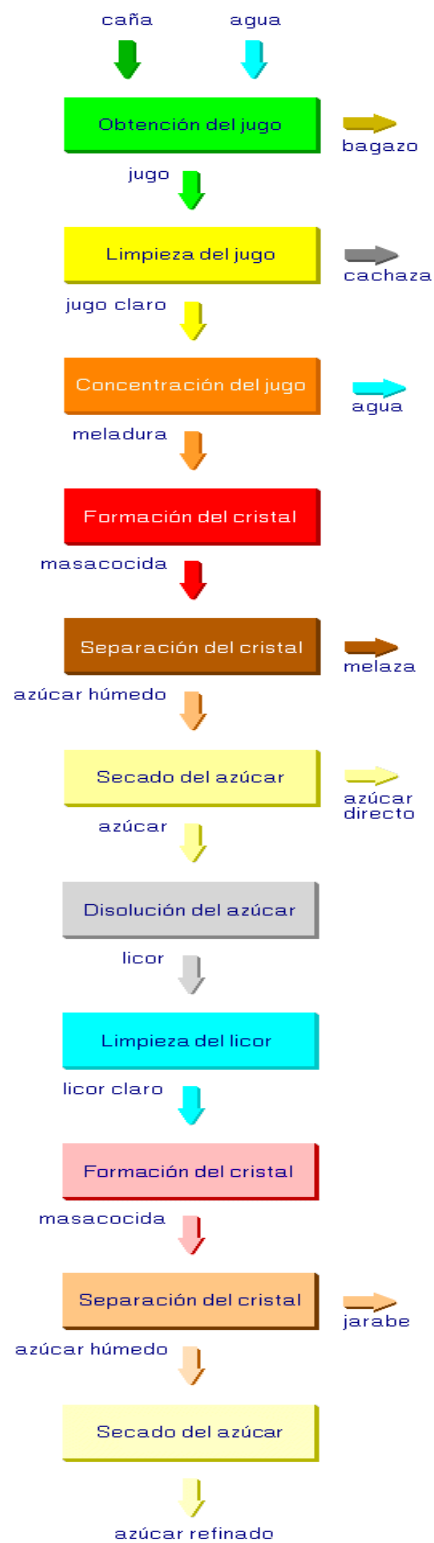 caña agua
Obtención del jugo
bagazo
jugo
Limpieza del jugo
cachaza
jugo claro
Concentración del jugo
agua
meladura
Formación del cristal
masacocida
Separación del cristal
melaza
azúcar húmedo
Secado del azúcar
azúcar
directo
azúcar
Disolución del azúcar
licor
Limpieza del licor
licor claro
Formación del cristal
masacocida
Separación del cristal
jarabe
azúcar húmedo
Secado del azúcar
azúcar refinado